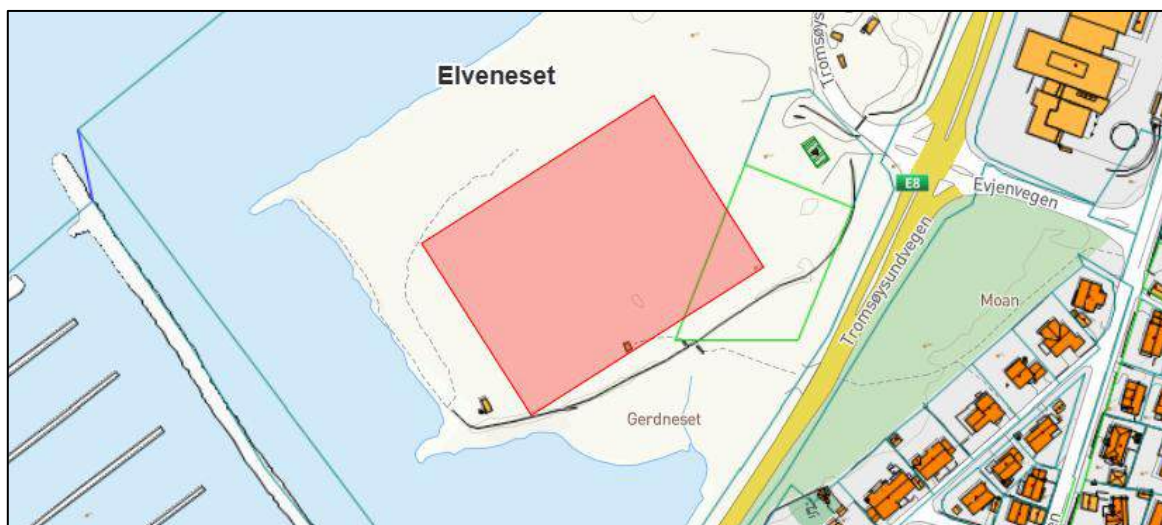 Tromsøys
Elveneset
E8
Evjenvegen
Tromsøysundvegen
Moan
Gerdneset